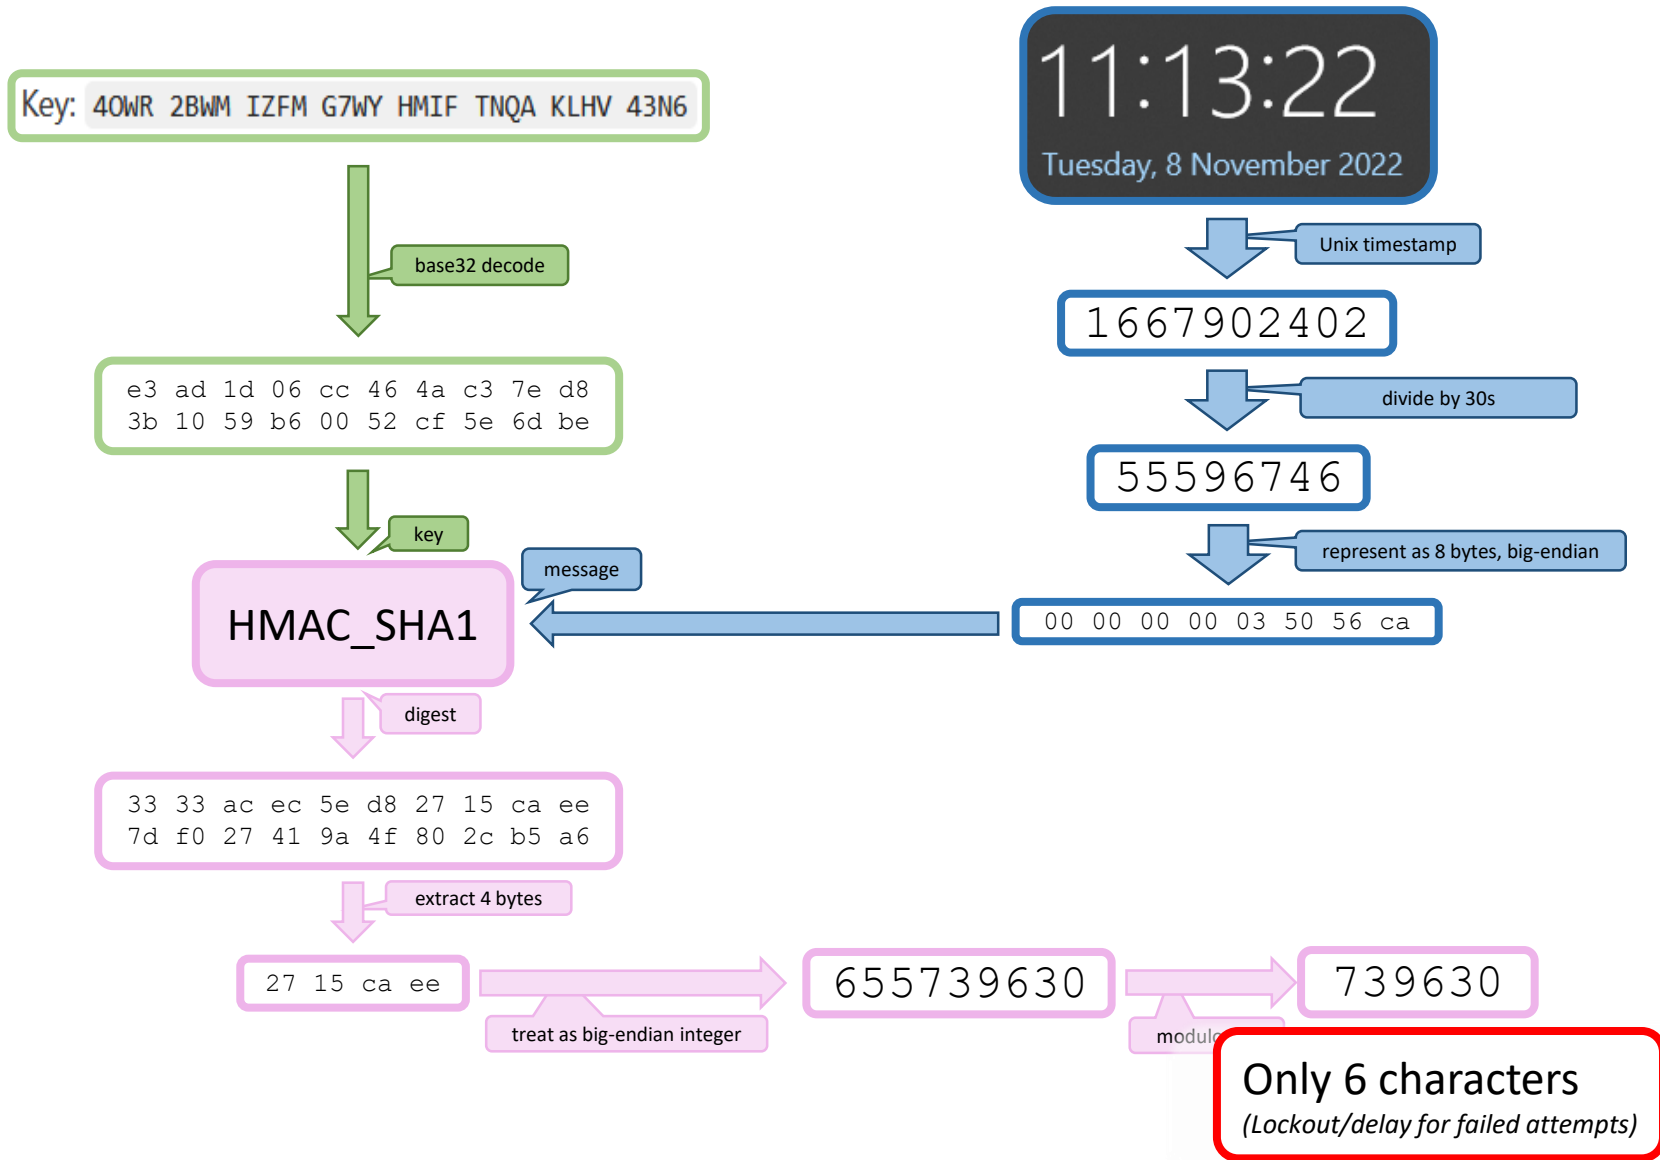 Key: 4OWR 2BWM IZFM G7WY HMIF TNQA KLHV 43N6
11:13:22
Tuesday, 8 November 2022
base32 decode
Unix timestamp
1667902402
e3 ad 1d 06 cc 46 4a c3 7e d8
3b 10 59 b6 00 52 cf 5e 6d be
divide by 30s
55596746
key
represent as 8 bytes, big-endian
message
HMAC_SHA1
00 00 00 00 03 50 56 ca
digest
33 33 ac ec 5e d8 27 15 ca ee
7d f0 27 41 9a 4f 80 2c b5 a6
extract 4 bytes
27 15 ca ee
treat as big-endian integer
655739630
739630
Only 6 characters
(Lockout/delay for failed attempts)